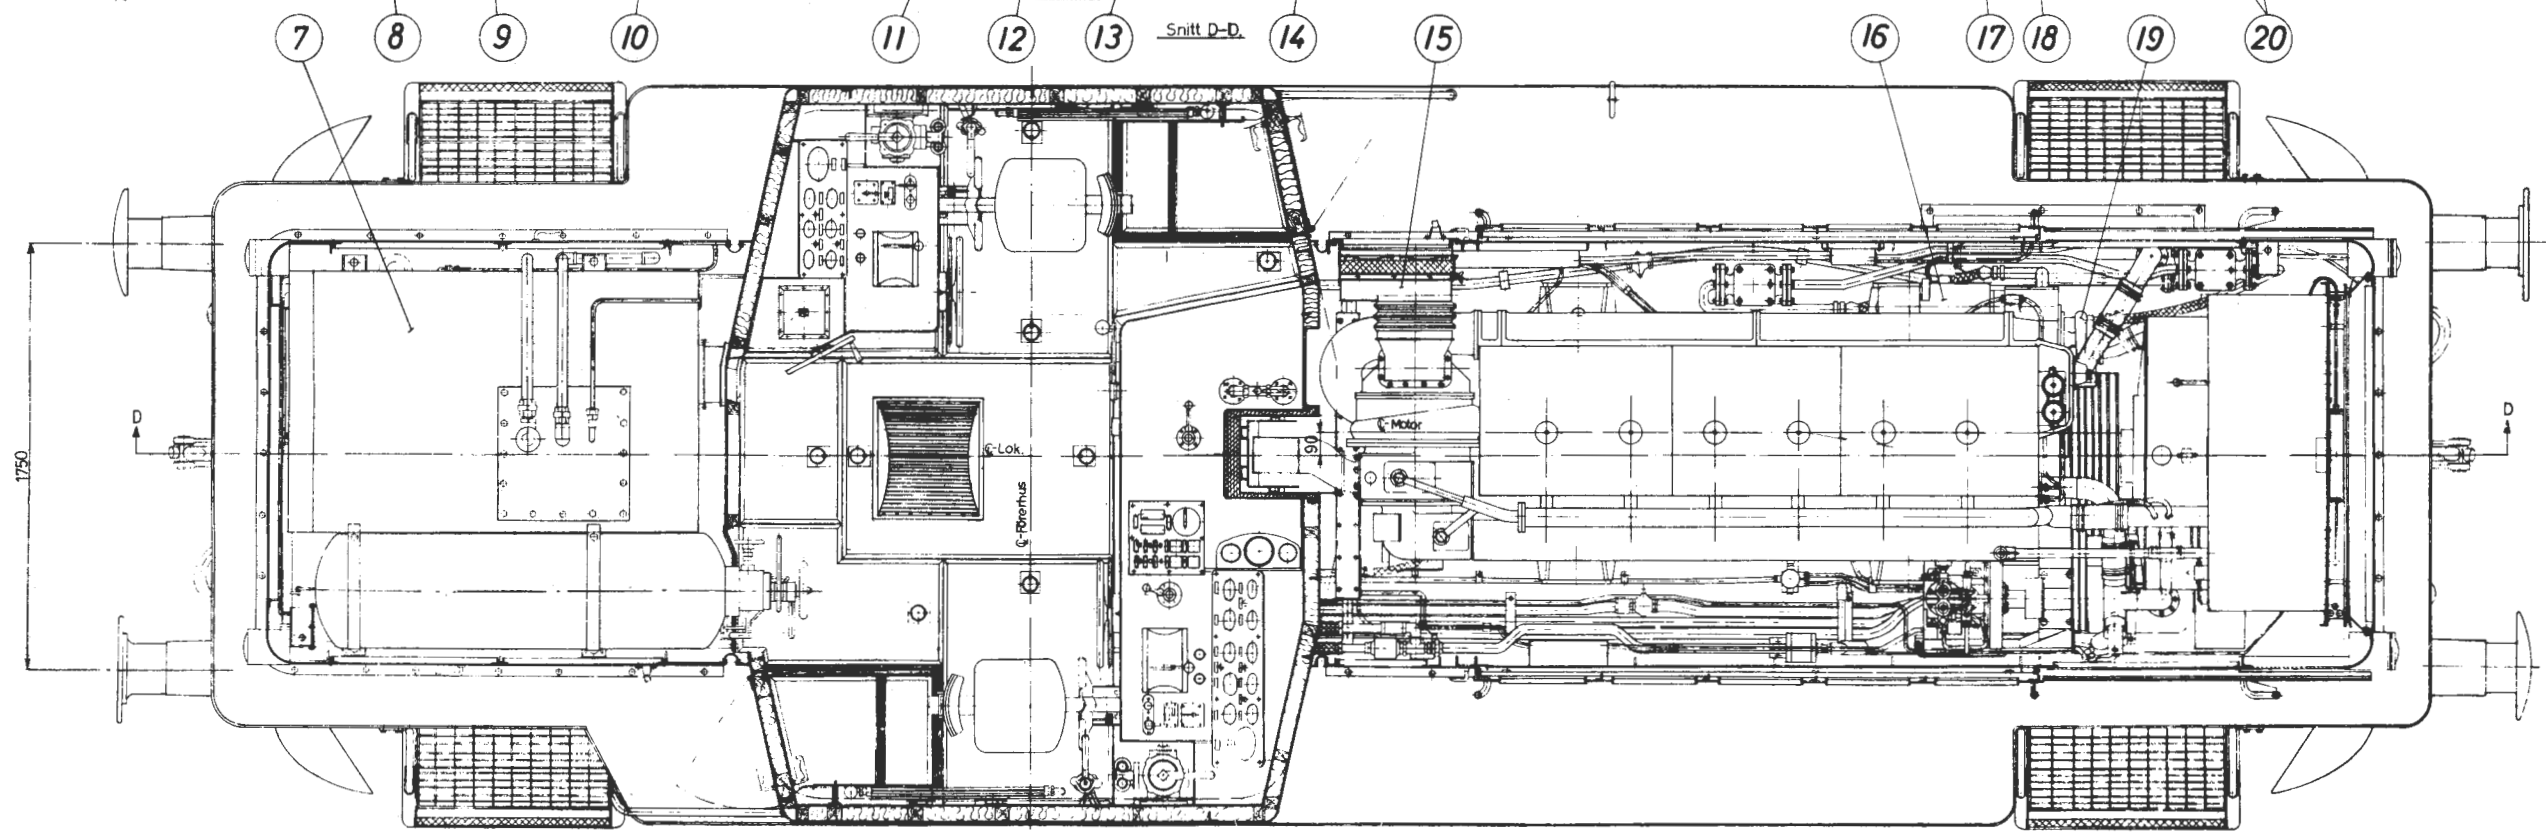 7 8 9 10 11 12 13 Snitt D-D. 14 15 16 17 18 19 20
D
D
1750
℄-Motor
℄-Lok.
90
℄-Förerhus